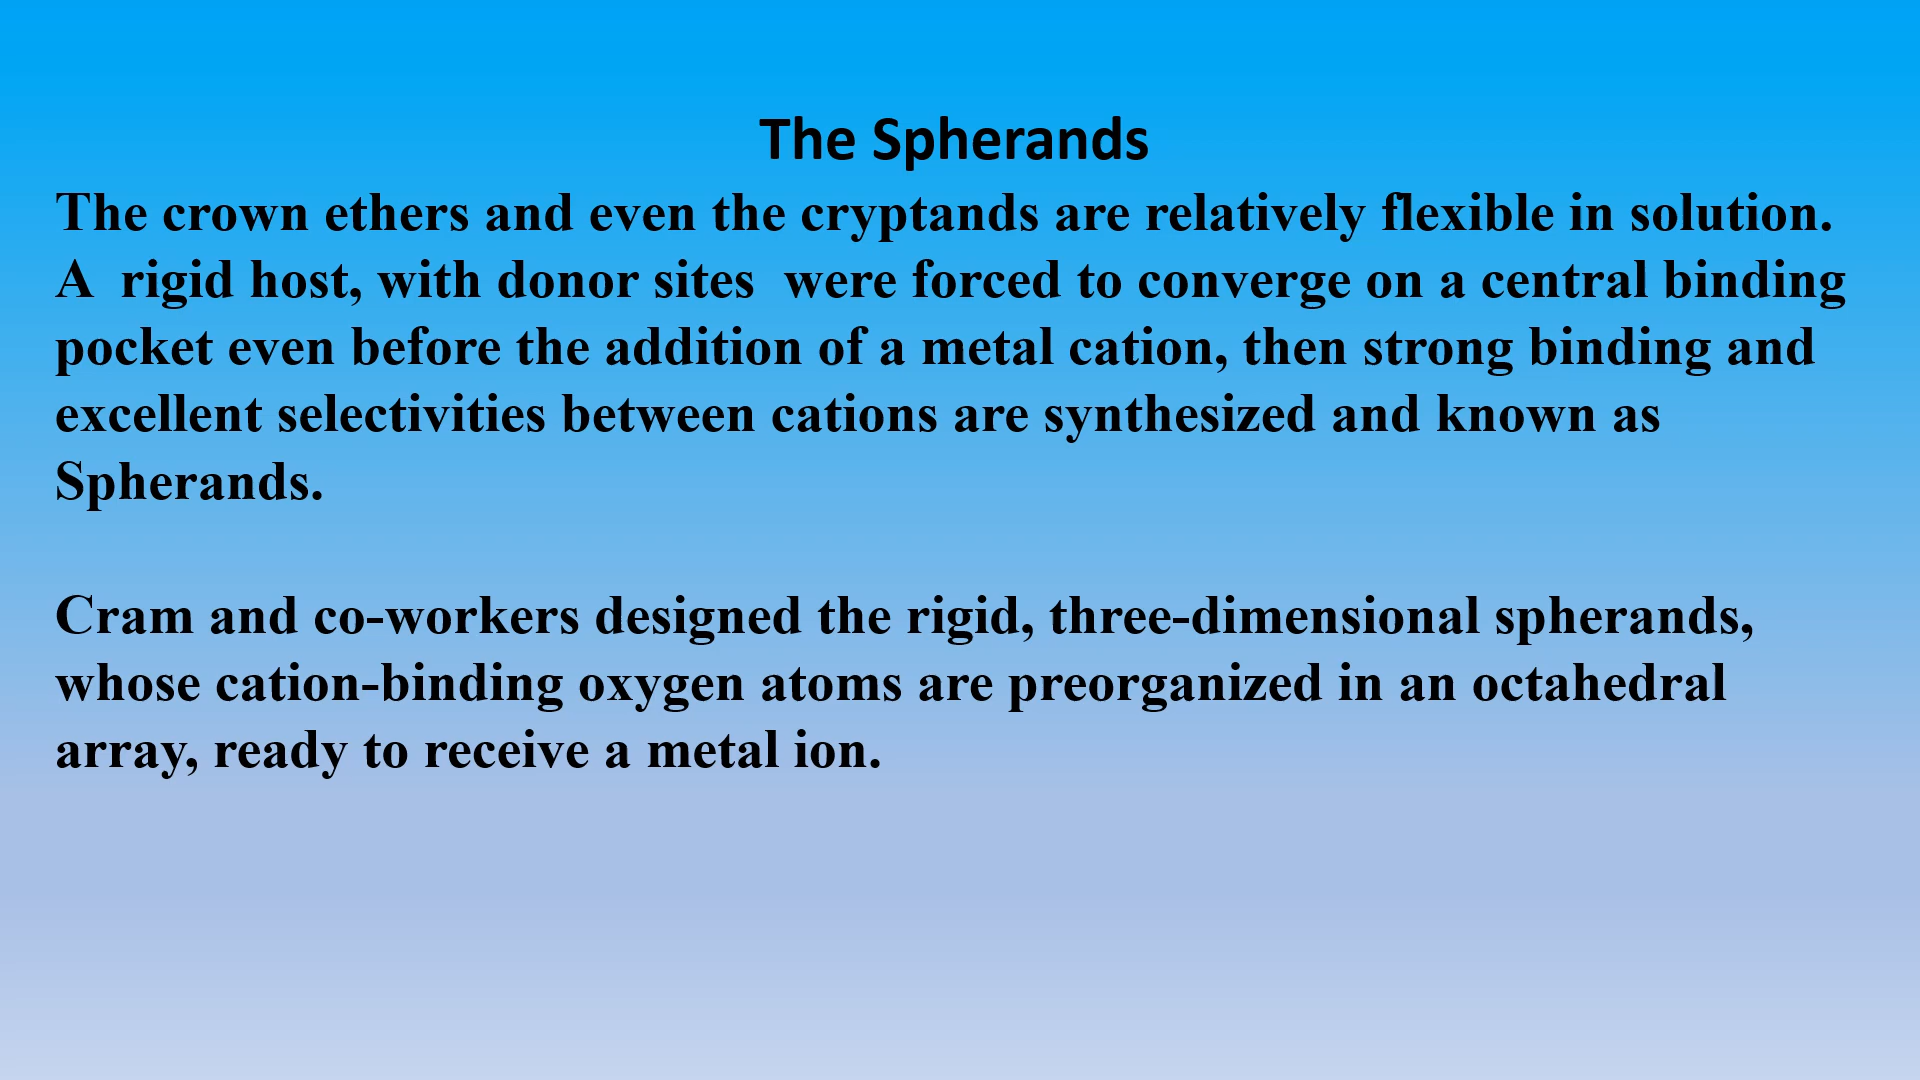 The Spherands
The crown ethers and even the cryptands are relatively flexible in solution.
A  rigid host, with donor sites  were forced to converge on a central binding
pocket even before the addition of a metal cation, then strong binding and
excellent selectivities between cations are synthesized and known as
Spherands.
Cram and co-workers designed the rigid, three-dimensional spherands,
whose cation-binding oxygen atoms are preorganized in an octahedral
array, ready to receive a metal ion.